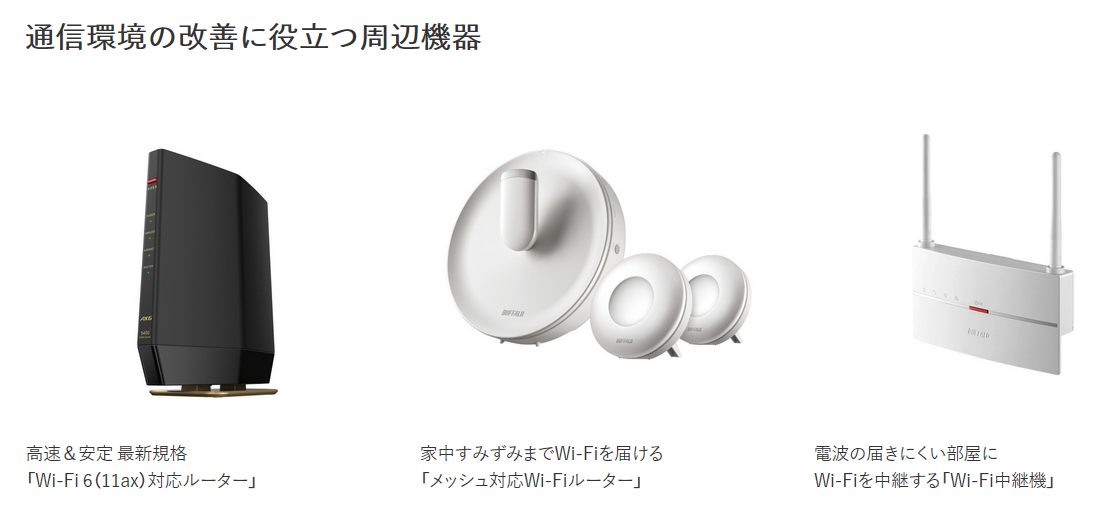 通信環境の改善に役立つ周辺機器
AX6
5400
BUFFALO
BUFFALO
BUFFALO
高速＆安定 最新規格
「Wi-Fi 6（11ax）対応ルーター」
家中すみずみまでWi-Fiを届ける
「メッシュ対応Wi-Fiルーター」
電波の届きにくい部屋に
Wi-Fiを中継する「Wi-Fi中継機」